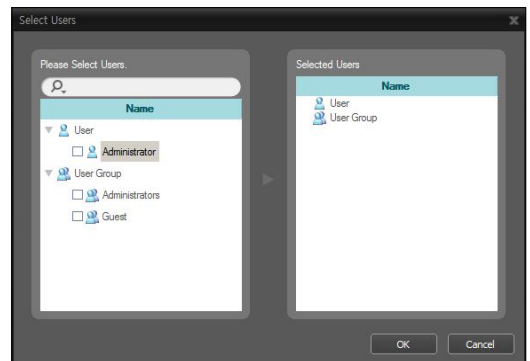 Select Users
Please Select Users.
Name
User
Administrator
User Group
Administrators
Guest
Selected Users
Name
User
User Group
OK
Cancel